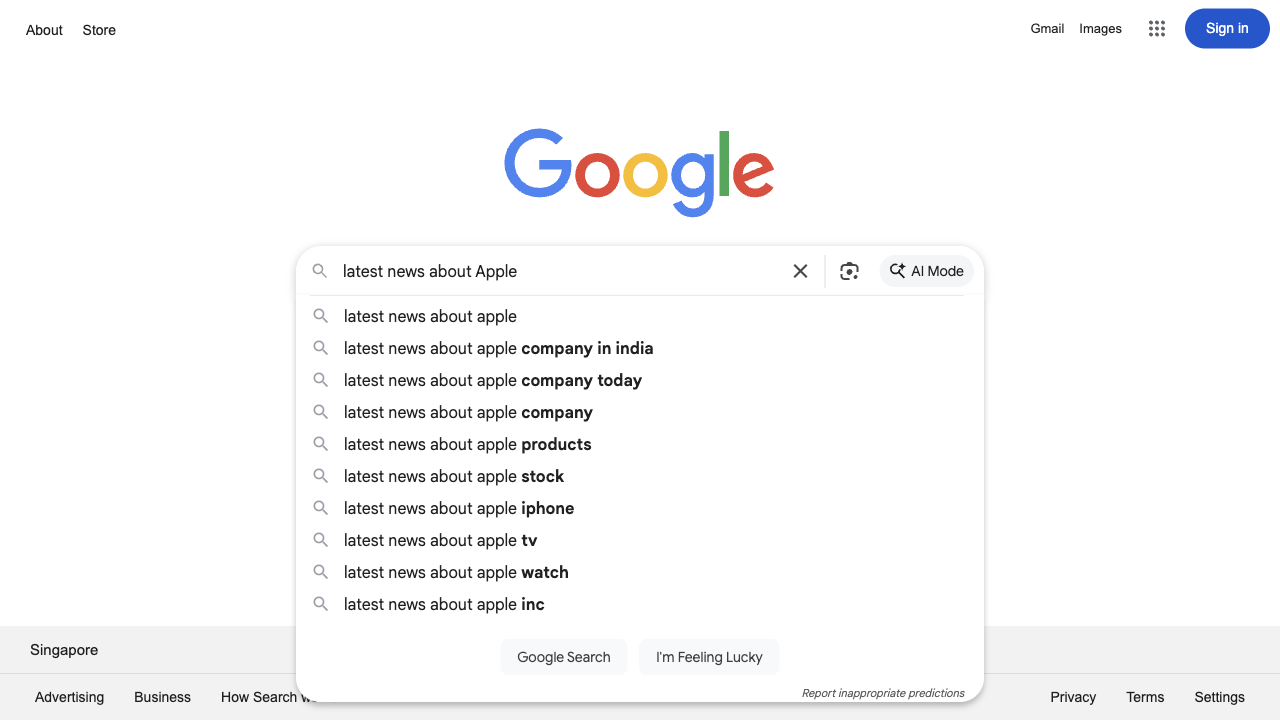 About Store
Gmail Images Sign in
Google
latest news about Apple AI Mode
latest news about apple
latest news about apple company in india
latest news about apple company today
latest news about apple company
latest news about apple products
latest news about apple stock
latest news about apple iphone
latest news about apple tv
latest news about apple watch
latest news about apple inc
Google Search I'm Feeling Lucky
Report inappropriate predictions
Singapore
Advertising Business How Search Privacy Terms Settings